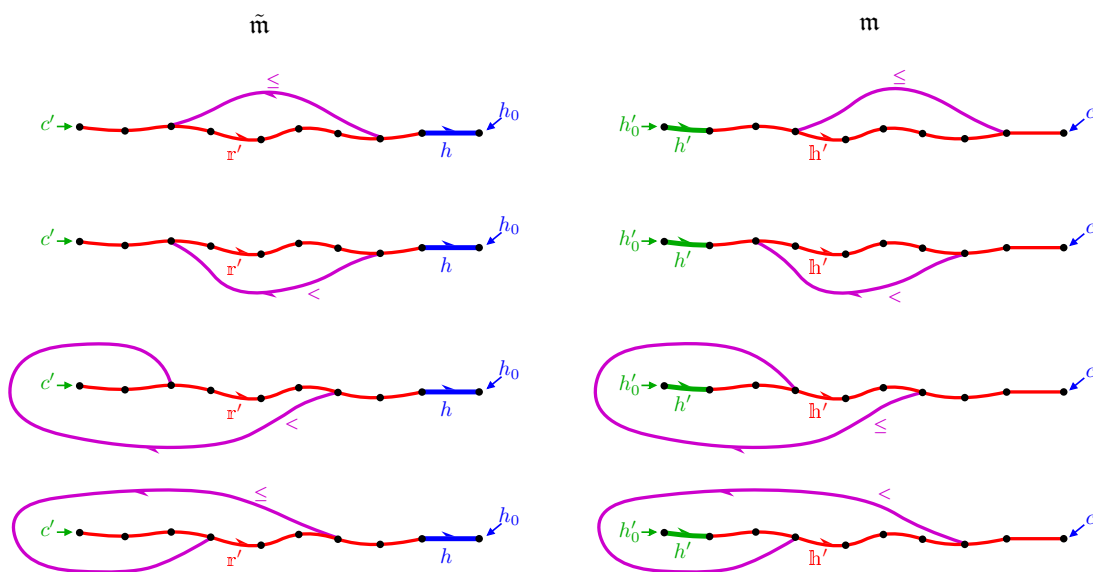 𝔪̃ 𝔪
≤ ≤
c′ 𝕣′ h h₀ h′₀ h′ 𝕙′ c
c′ 𝕣′ < h h₀ h′₀ h′ 𝕙′ < c
c′ 𝕣′ < h h₀ h′₀ h′ 𝕙′ ≤ c
≤ <
c′ 𝕣′ h h₀ h′₀ h′ 𝕙′ c